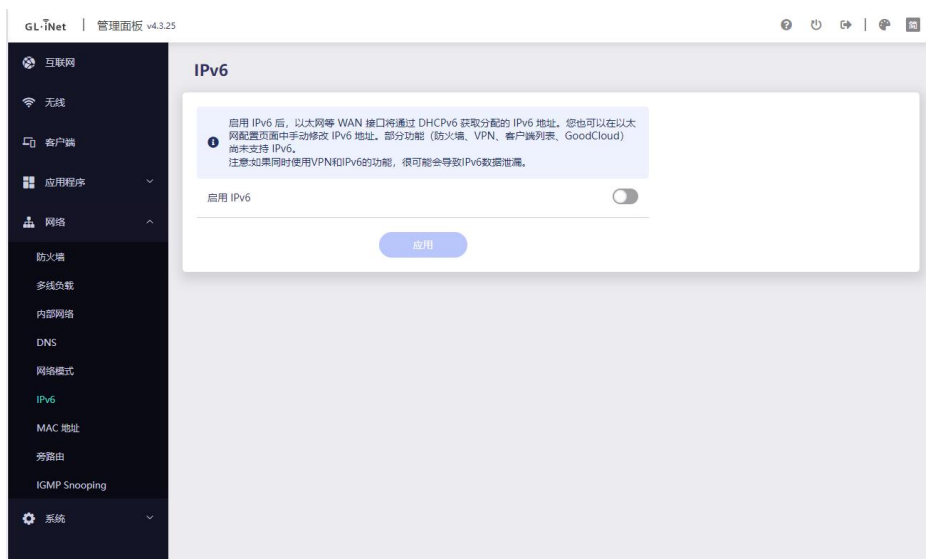 GL·iNet | 管理面板 v4.3.25
简
互联网
无线
客户端
应用程序
网络
防火墙
多线负载
内部网络
DNS
网络模式
IPv6
MAC 地址
旁路由
IGMP Snooping
系统
IPv6
启用 IPv6 后，以太网等 WAN 接口将通过 DHCPv6 获取分配的 IPv6 地址。您也可以在以太
网配置页面中手动修改 IPv6 地址。部分功能（防火墙、VPN、客户端列表、GoodCloud）
尚未支持 IPv6。
注意:如果同时使用VPN和IPv6的功能，很可能会导致IPv6数据泄漏。
启用 IPv6
应用